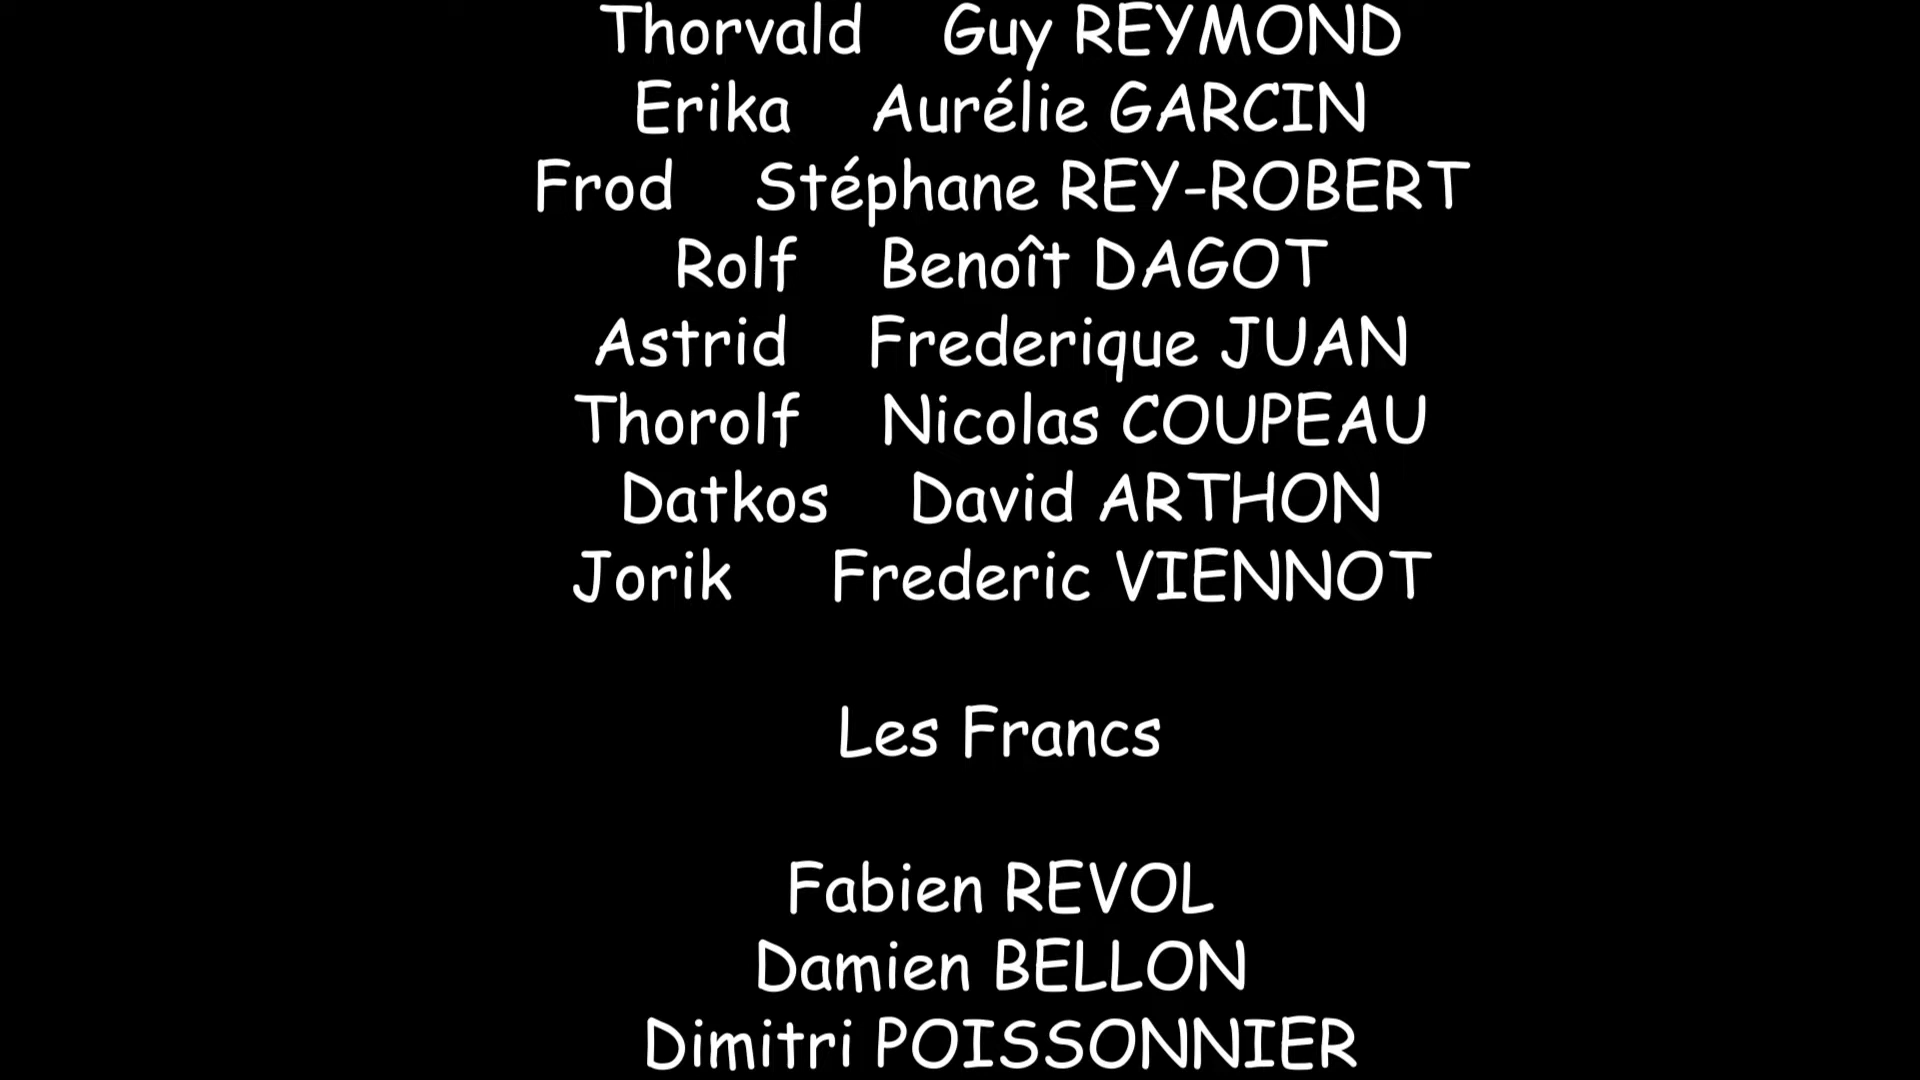 Thorvald Guy REYMOND
Erika Aurélie GARCIN
Frod Stéphane REY-ROBERT
Rolf Benoît DAGOT
Astrid Frederique JUAN
Thorolf Nicolas COUPEAU
Datkos David ARTHON
Jorik Frederic VIENNOT
Les Francs
Fabien REVOL
Damien BELLON
Dimitri POISSONNIER